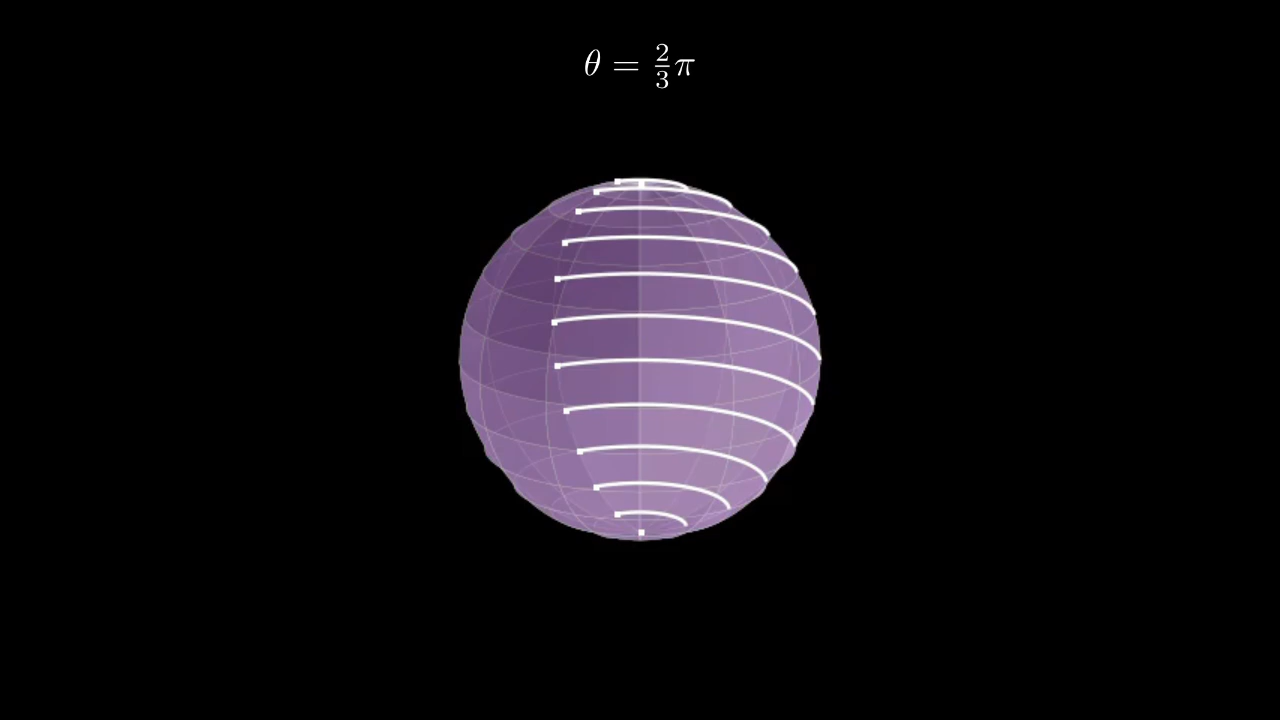 θ = 2/3 π